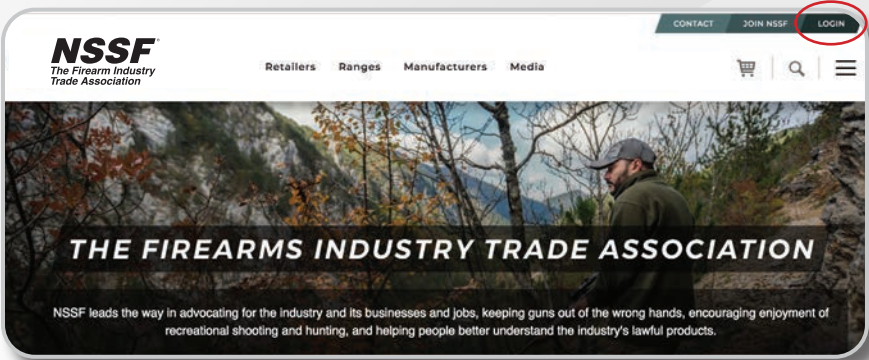 CONTACT JOIN NSSF LOGIN
NSSF®
The Firearm Industry
Trade Association
Retailers Ranges Manufacturers Media
THE FIREARMS INDUSTRY TRADE ASSOCIATION
NSSF leads the way in advocating for the industry and its businesses and jobs, keeping guns out of the wrong hands, encouraging enjoyment of
recreational shooting and hunting, and helping people better understand the industry's lawful products.